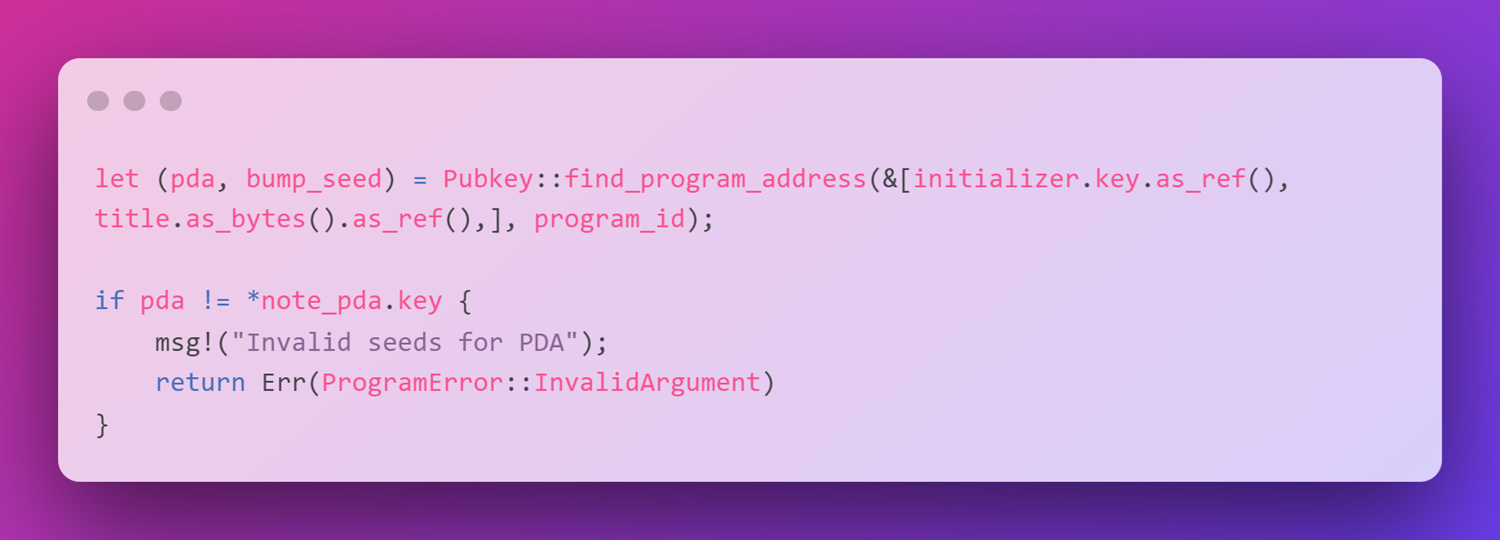 let (pda, bump_seed) = Pubkey::find_program_address(&[initializer.key.as_ref(),
title.as_bytes().as_ref(),], program_id);
if pda != *note_pda.key {
    msg!("Invalid seeds for PDA");
    return Err(ProgramError::InvalidArgument)
}